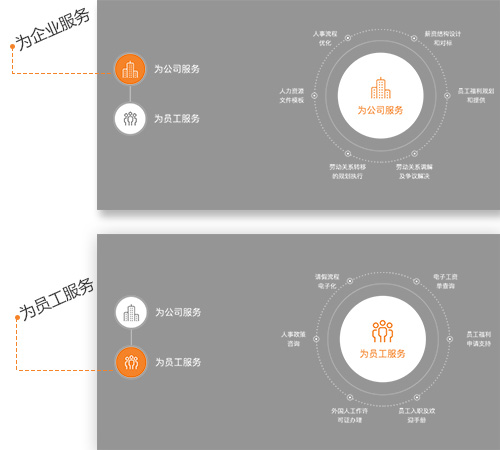 为企业服务
为公司服务
为员工服务
人事流程
优化
薪资结构设计
和对标
人力资源
文件模板
为公司服务
员工福利规划
和提供
劳动关系转移
的规划执行
劳动关系调解
及争议解决
为员工服务
为公司服务
为员工服务
请假流程
电子化
电子工资
单查询
人事政策
咨询
为员工服务
员工福利
申请支持
外国人工作许
可证办理
员工入职及欢
迎手册